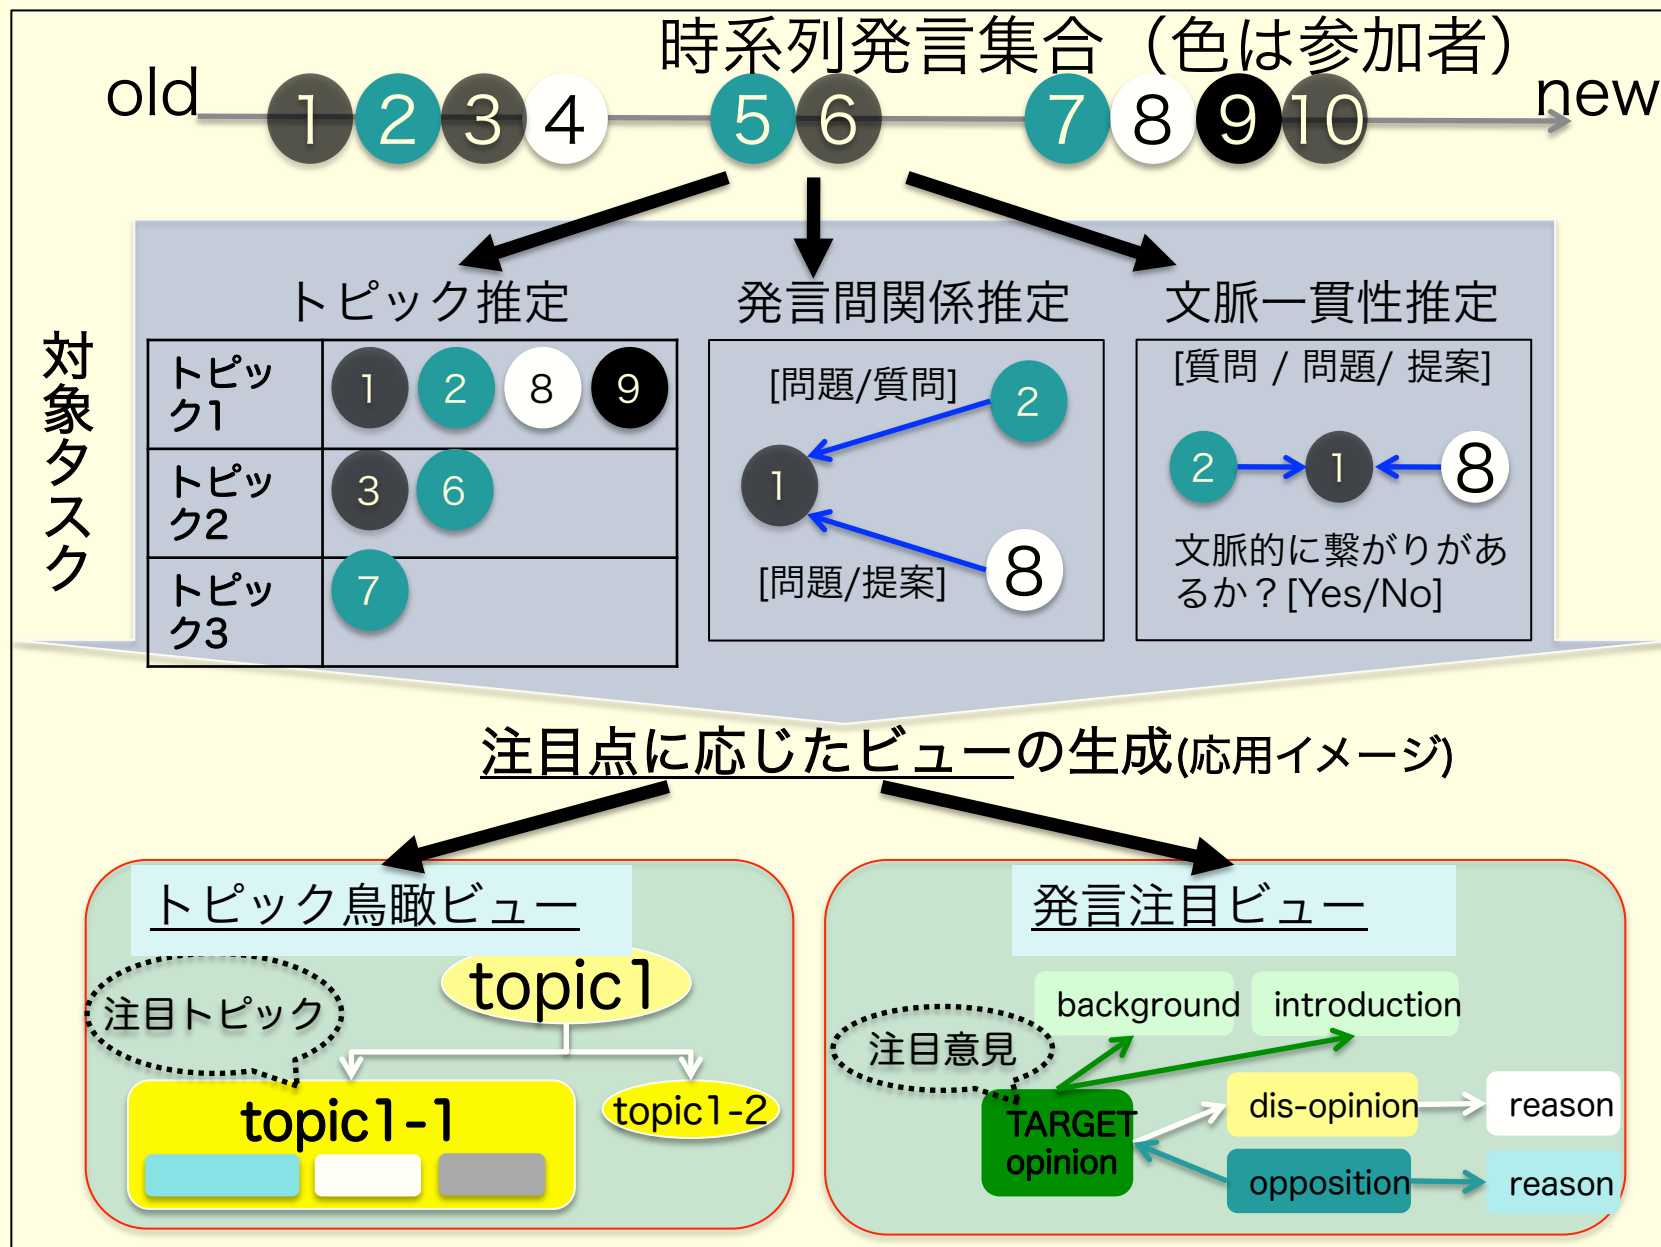 時系列発言集合（色は参加者）
old
1 2 3 4 5 6 7 8 9 10
new
対象タスク
トピック推定
トピッ
ク1
1 2 8 9
トピッ
ク2
3 6
トピッ
ク3
7
発言間関係推定
[問題/質問]
2
1
8
[問題/提案]
文脈一貫性推定
[質問 / 問題/ 提案]
2 1 8
文脈的に繋がりがあ
るか？[Yes/No]
注目点に応じたビューの生成(応用イメージ)
トピック鳥瞰ビュー
注目トピック
topic1
topic1-1
topic1-2
発言注目ビュー
注目意見
background
introduction
TARGET
opinion
dis-opinion
reason
opposition
reason